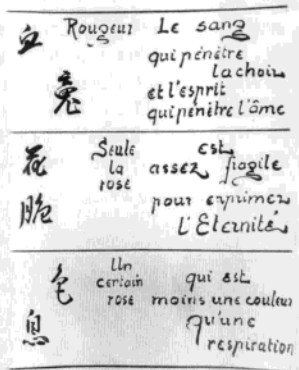 血
Rougeur
Le sang
qui pénètre
la chair
et l'esprit
qui pénètre l'âme
花
脆
Seule
la
rose
est
assez fragile
pour exprimer
l'Eternité
色
息
Un
certain
rose
qui est
moins une couleur
qu'une
respiration